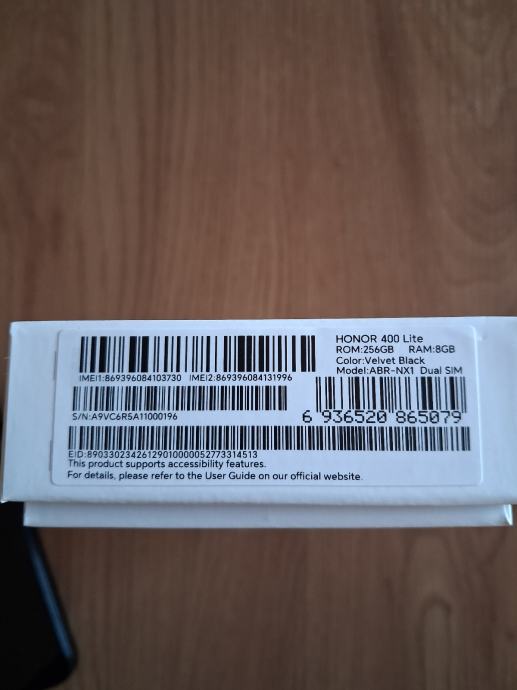 HONOR 400 Lite
ROM:256GB RAM:8GB
Color:Velvet Black
Model:ABR-NX1 Dual SIM
IMEI1:869396084103730 IMEI2:869396084131996
S/N:A9VC6R5A11000196
6 936520 865079
EID:89033023426129010000052773314513
This product supports accessibility features.
For details, please refer to the User Guide on our official website.